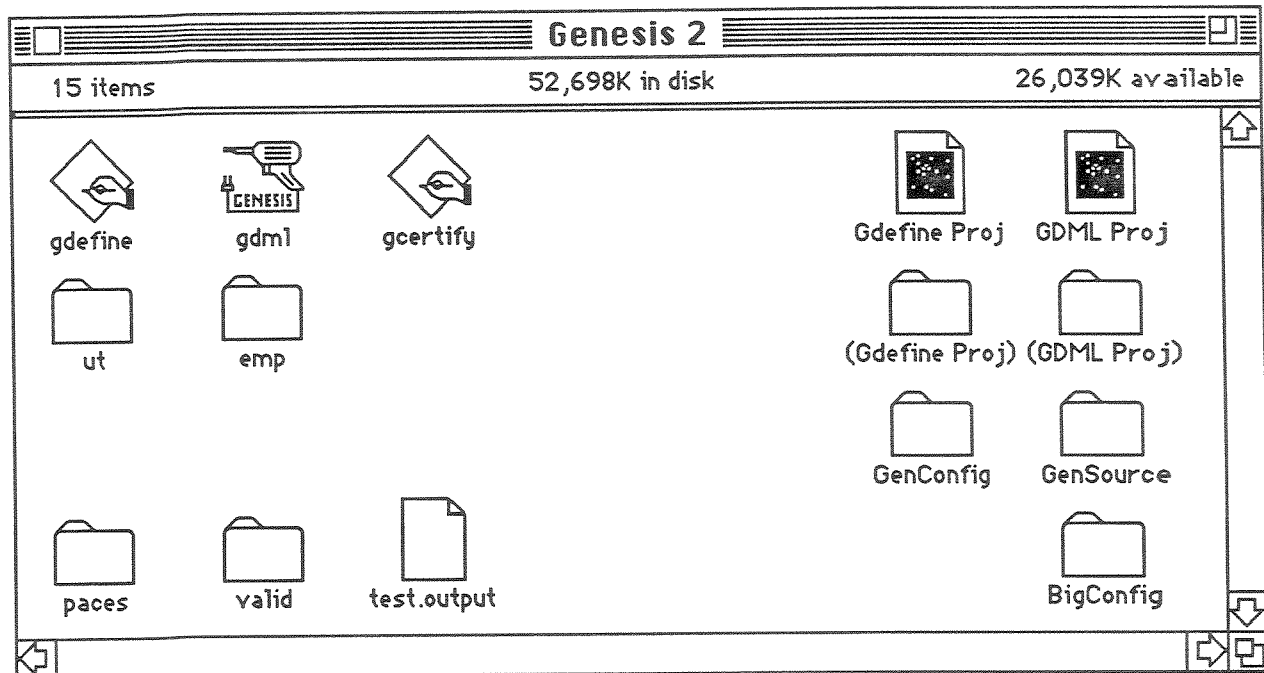 Genesis 2
15 items 52,698K in disk 26,039K available
GENESIS
gdefine gdml gcertify Gdefine Proj GDML Proj
ut emp (Gdefine Proj) (GDML Proj)
GenConfig GenSource
paces valid test.output BigConfig